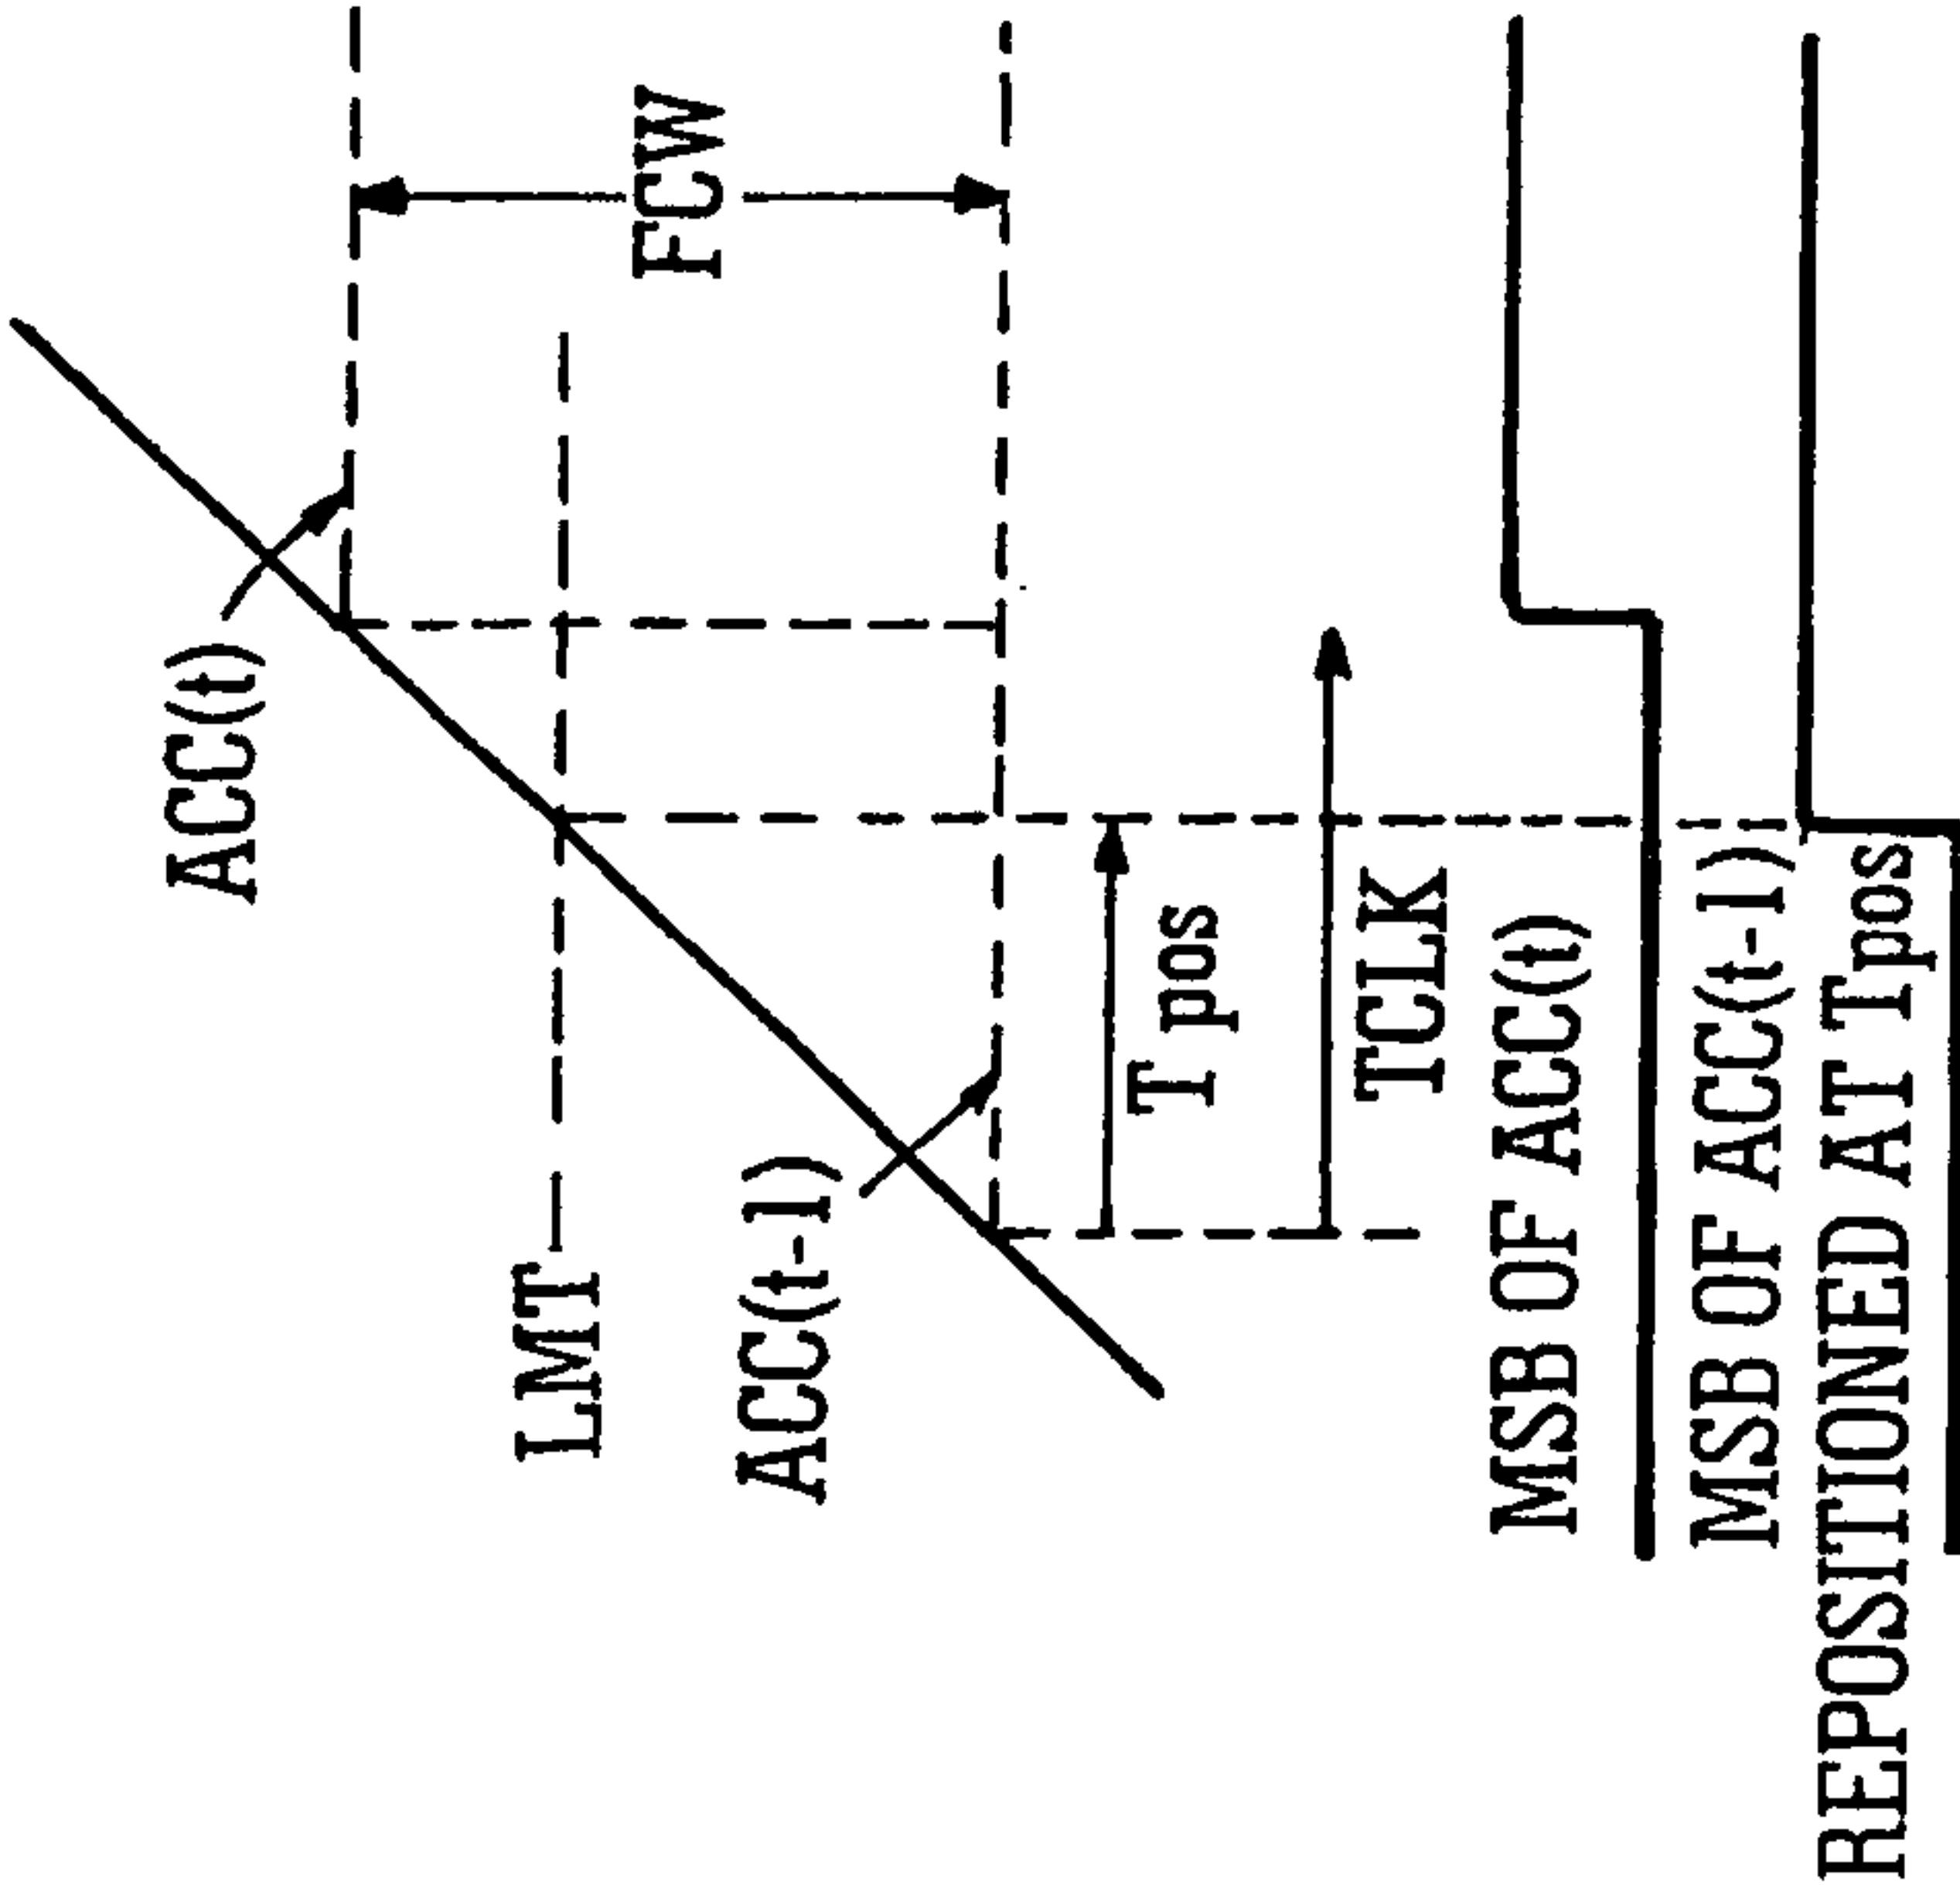 ACC(t)
LMT
FCW
ACC(t-1)
T pos
TCLK
MSB OF ACC(t)
MSB OF ACC(t-1)
REPOSITIONED AT Tpos